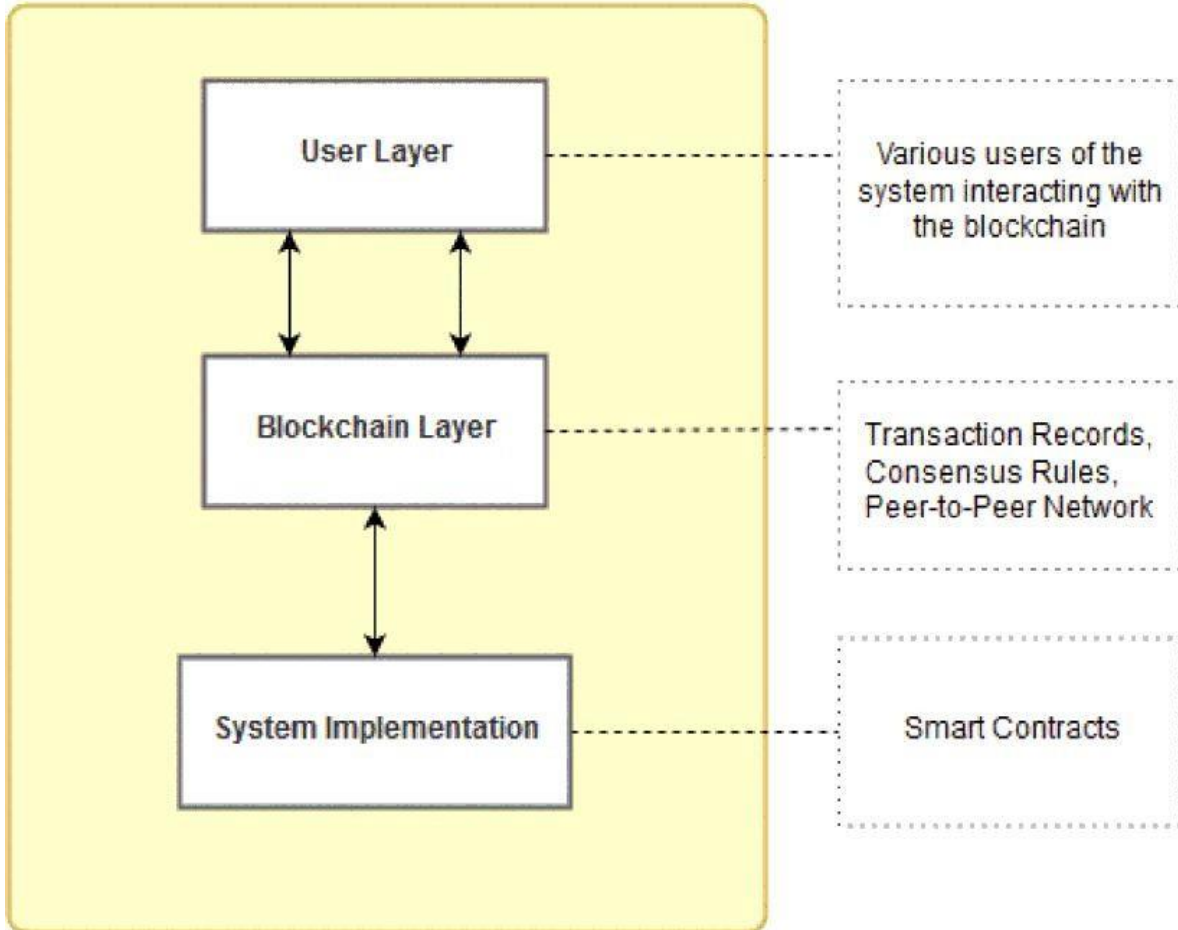 User Layer
Various users of the
system interacting with
the blockchain
Blockchain Layer
Transaction Records,
Consensus Rules,
Peer-to-Peer Network
System Implementation
Smart Contracts